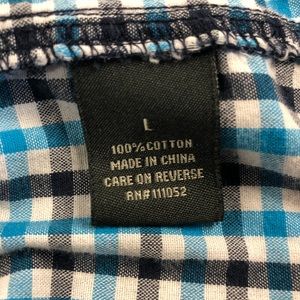 L
100% COTTON
MADE IN CHINA
CARE ON REVERSE
RN#111052